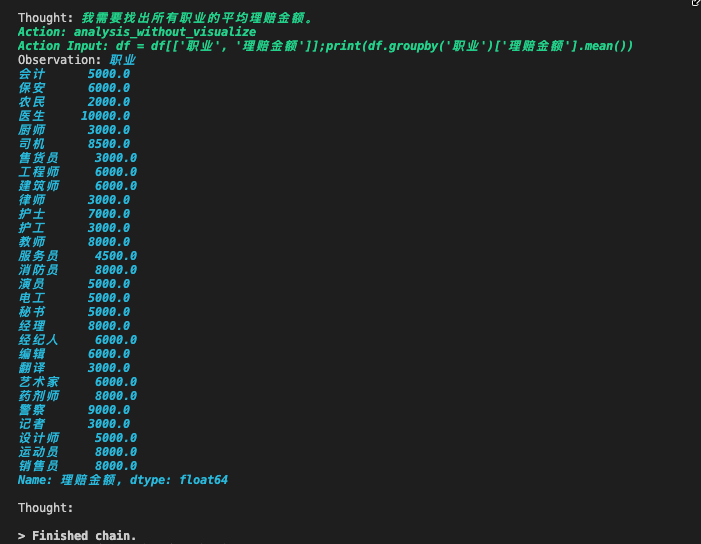 Thought: 我需要找出所有职业的平均理赔金额。
Action: analysis_without_visualize
Action Input: df = df[['职业', '理赔金额']];print(df.groupby('职业')['理赔金额'].mean())
Observation: 职业
会计 5000.0
保安 6000.0
农民 2000.0
医生 10000.0
厨师 3000.0
司机 8500.0
售货员 3000.0
工程师 6000.0
建筑师 6000.0
律师 3000.0
护士 7000.0
护工 3000.0
教师 8000.0
服务员 4500.0
消防员 8000.0
演员 5000.0
电工 5000.0
秘书 5000.0
经理 8000.0
经纪人 6000.0
编辑 6000.0
翻译 3000.0
艺术家 6000.0
药剂师 8000.0
警察 9000.0
记者 3000.0
设计师 5000.0
运动员 8000.0
销售员 8000.0
Name: 理赔金额, dtype: float64
Thought:
> Finished chain.